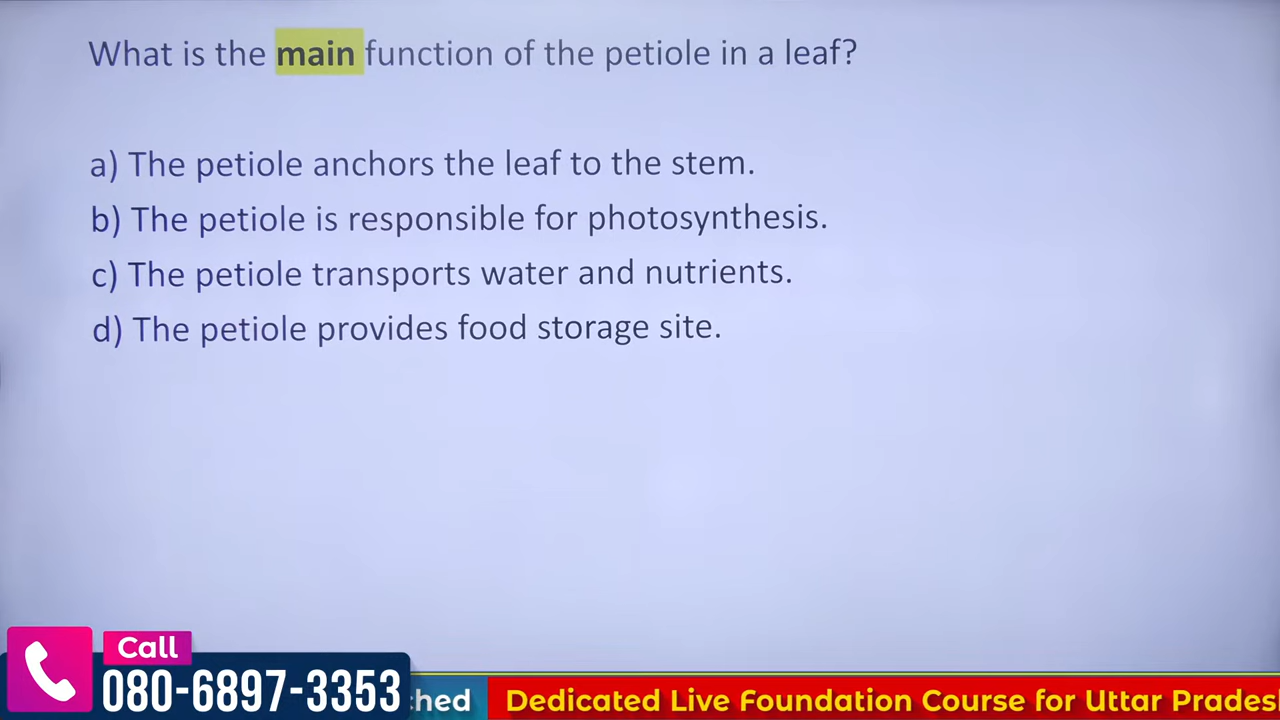 What is the main function of the petiole in a leaf?
a) The petiole anchors the leaf to the stem.
b) The petiole is responsible for photosynthesis.
c) The petiole transports water and nutrients.
d) The petiole provides food storage site.
Call
080-6897-3353
Dedicated Live Foundation Course for Uttar